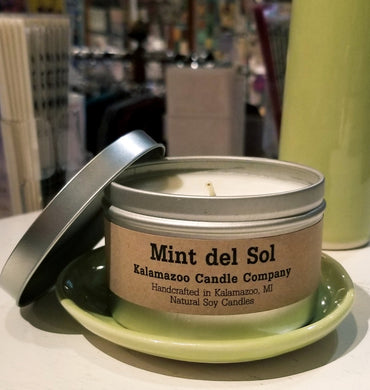 Mint del Sol
Kalamazoo Candle Company
Handcrafted in Kalamazoo, MI
Natural Soy Candles